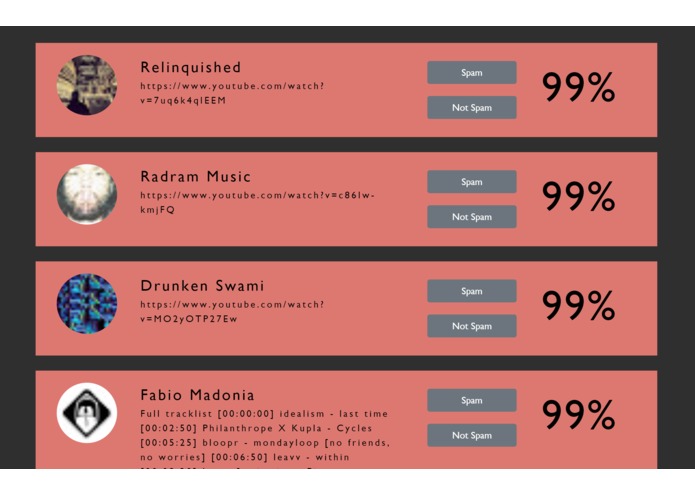 Relinquished
https://www.youtube.com/watch?
v=7uq6k4qIEEM
Spam
Not Spam
99%
Radram Music
https://www.youtube.com/watch?v=c86lw-
kmjFQ
Spam
Not Spam
99%
Drunken Swami
https://www.youtube.com/watch?
v=MO2yOTP27Ew
Spam
Not Spam
99%
Fabio Madonia
Full tracklist [00:00:00] idealism - last time
[00:02:50] Philanthrope X Kupla - Cycles
[00:05:25] bloopr - mondayloop [no friends,
no worries] [00:06:50] leavv - within
Spam
Not Spam
99%